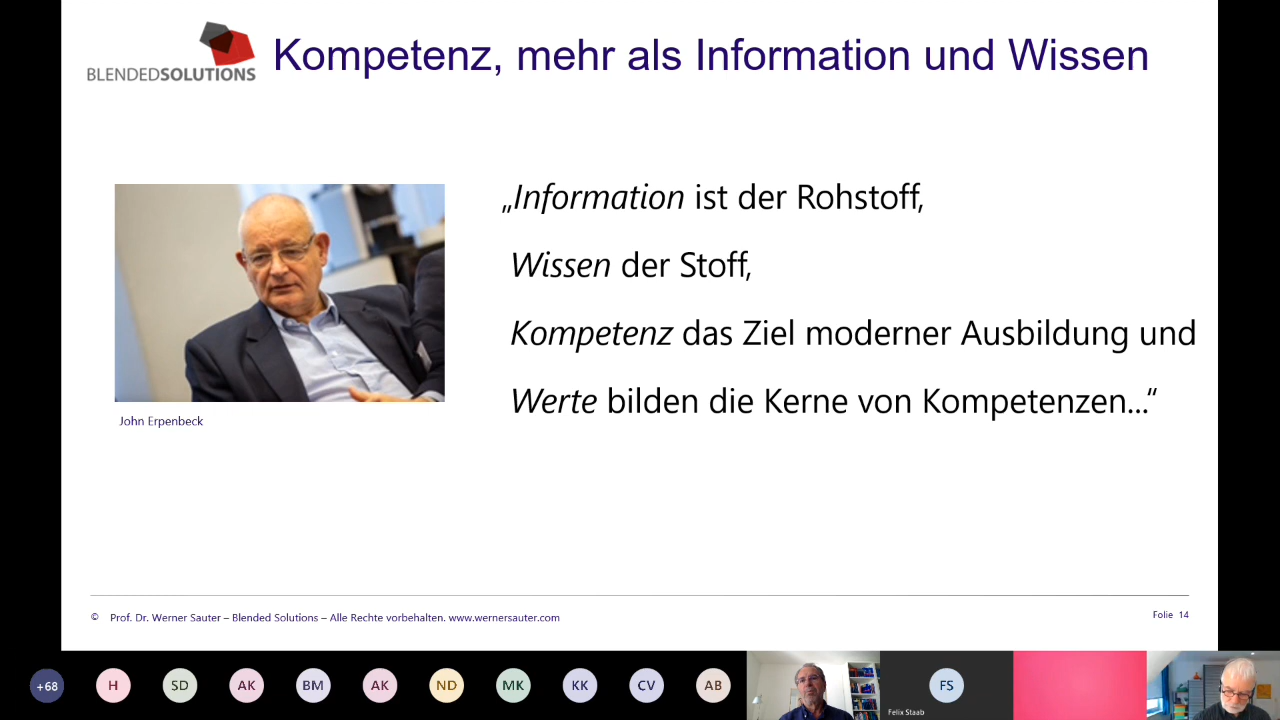 BLENDEDSOLUTIONS
Kompetenz, mehr als Information und Wissen
„Information ist der Rohstoff,
Wissen der Stoff,
Kompetenz das Ziel moderner Ausbildung und
Werte bilden die Kerne von Kompetenzen...“
John Erpenbeck
© Prof. Dr. Werner Sauter – Blended Solutions – Alle Rechte vorbehalten. www.wernersauter.com
Folie 14
+68 H SD AK BM AK ND MK KK CV AB FS
Felix Staab